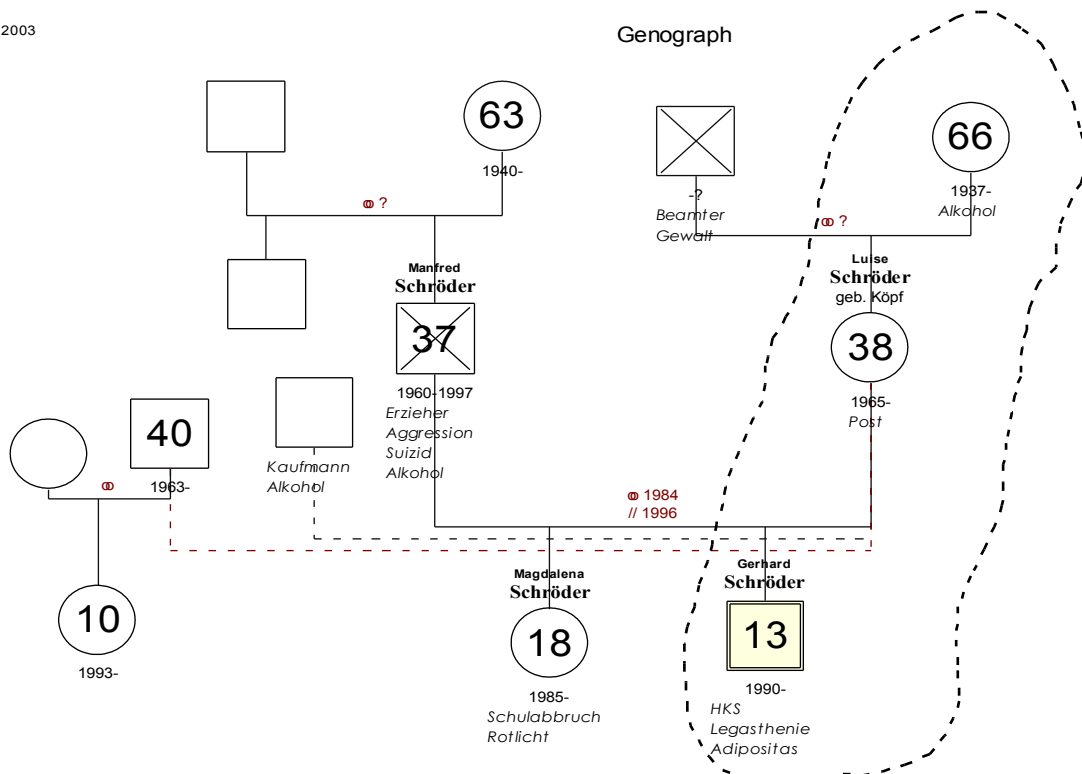 2003
Genograph
63
1940-
ꚙ ?
66
1937-
Alkohol
-?
Beamter
Gewalt
ꚙ ?
Manfred
Schröder
37
1960-1997
Erzieher
Aggression
Suizid
Alkohol
Luise
Schröder
geb. Köpf
38
1965-
Post
Kaufmann
Alkohol
40
1963-
ꚙ
ꚙ 1984
// 1996
10
1993-
Magdalena
Schröder
18
1985-
Schulabbruch
Rotlicht
Gerhard
Schröder
13
1990-
HKS
Legasthenie
Adipositas